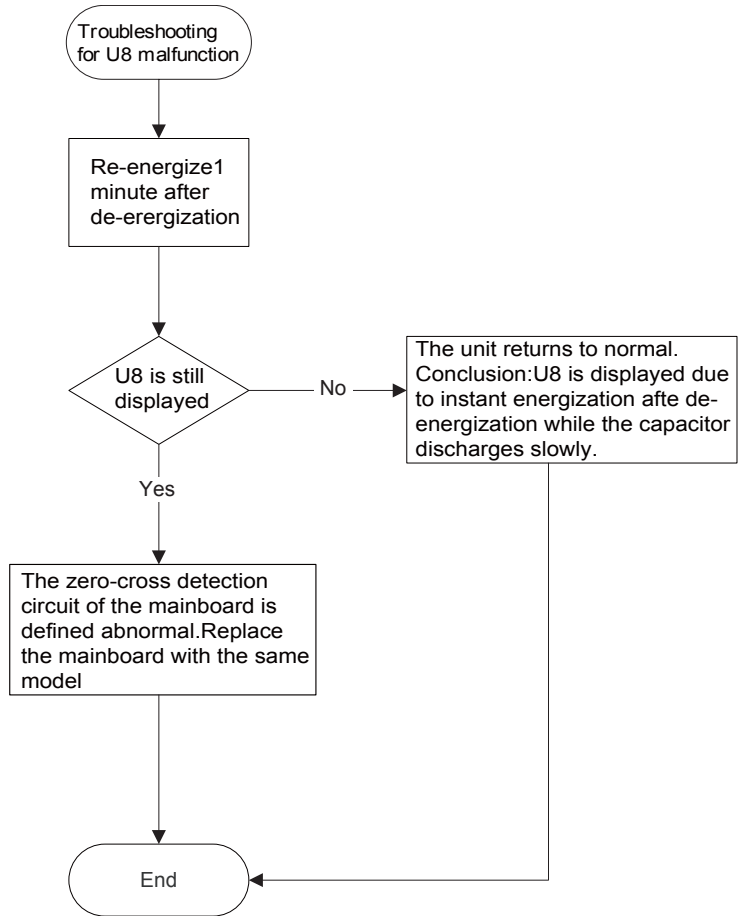 Troubleshooting
for U8 malfunction
Re-energize1
minute after
de-erergization
U8 is still
displayed
No
The unit returns to normal.
Conclusion:U8 is displayed due
to instant energization afte de-
energization while the capacitor
discharges slowly.
Yes
The zero-cross detection
circuit of the mainboard is
defined abnormal.Replace
the mainboard with the same
model
End